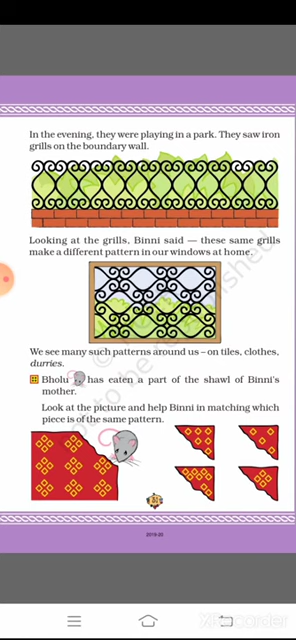 In the evening, they were playing in a park. They saw iron
grills on the boundary wall.
Looking at the grills, Binni said — these same grills
make a different pattern in our windows at home.
We see many such patterns around us – on tiles, clothes,
durries.
Bholu has eaten a part of the shawl of Binni's
mother.
Look at the picture and help Binni in matching which
piece is of the same pattern.
2019-20